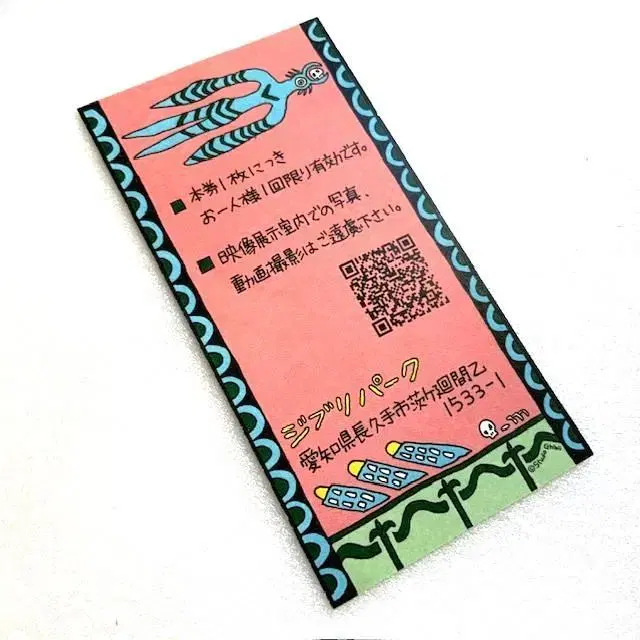 ■ 本券1枚につき
お一人様1回限り有効です。
■ 映像展示室内での写真、
動画撮影はご遠慮下さい。
ジブリパーク
愛知県長久手市茨ケ廻間乙
1533-1
©Studio Ghibli